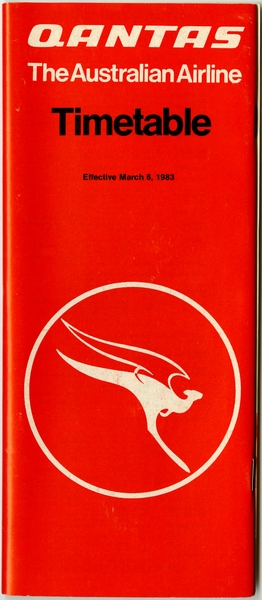 QANTAS
The Australian Airline
Timetable
Effective March 6, 1983